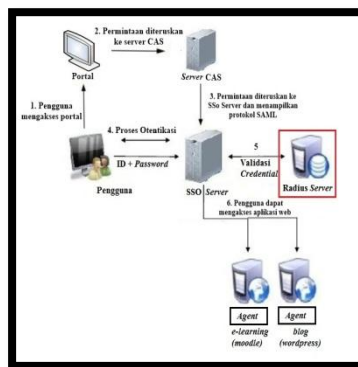 2. Permintaan diteruskan
ke server CAS
Portal
Server CAS
1. Pengguna
mengakses portal
3. Permintaan diteruskan ke
SSo Server dan menampilkan
protokol SAML
4. Proses Otentikasi
5
Validasi
Credential
ID + Password
Pengguna
SSO Server
Radius Server
6. Pengguna dapat
mengakses aplikasi web
Agent
Agent
e-learning
(moodle)
blog
(wordpress)